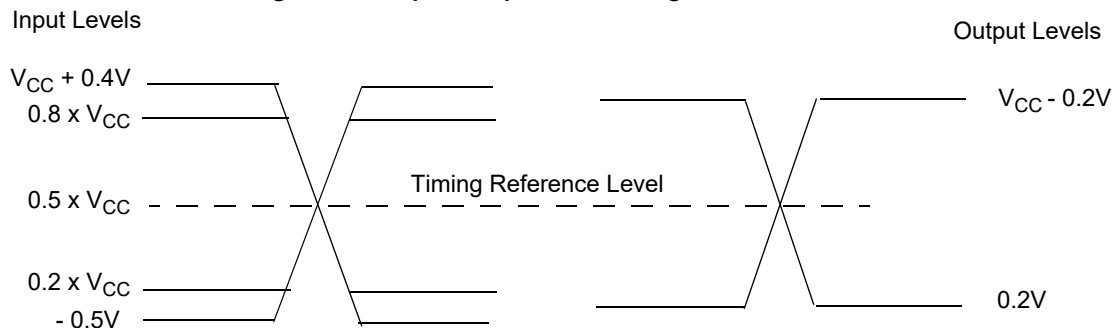 Input Levels
Output Levels
VCC + 0.4V
VCC - 0.2V
0.8 x VCC
Timing Reference Level
0.5 x VCC
0.2 x VCC
0.2V
- 0.5V